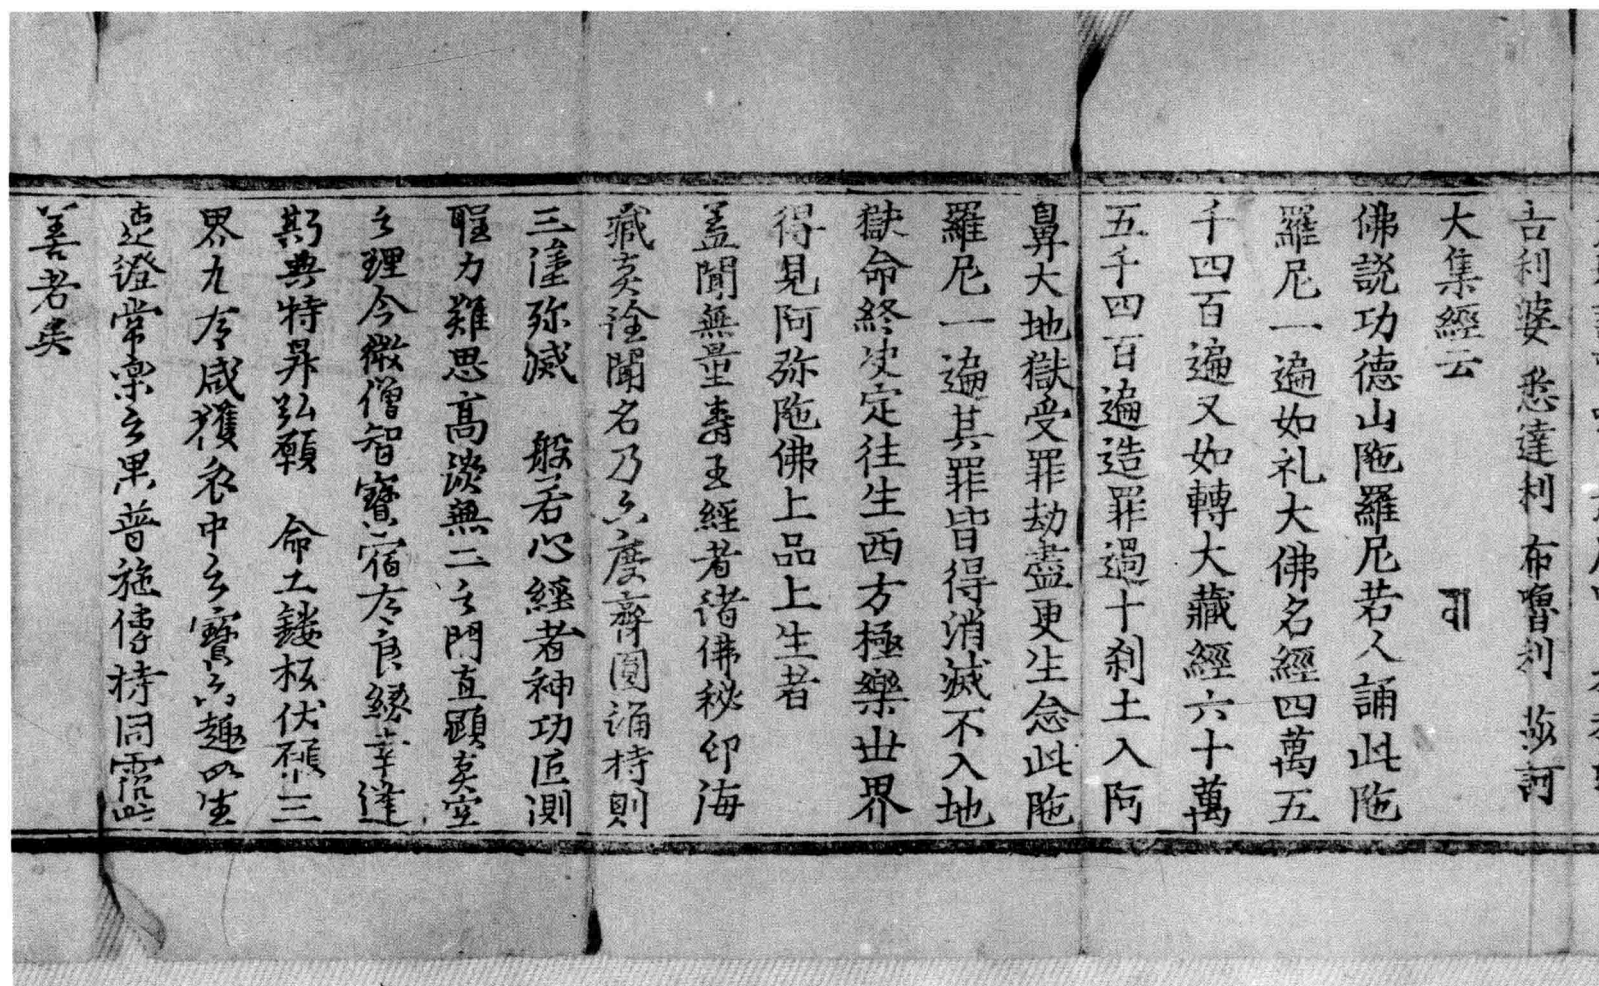 吉利婆 悉達利 布嚕利 莎訶
大集經云
佛說功德山陁羅尼若人誦此陁
羅尼一遍如礼大佛名經四萬五
千四百遍又如轉大藏經六十萬
五千四百遍造罪過十刹土入阿
鼻大地獄受罪劫盡更生念此陁
羅尼一遍其罪皆得消滅不入地
獄命終决定往生西方極樂世界
得見阿弥陁佛上品上生者
盖聞無量壽王經者諸佛秘印海
藏真詮聞名乃六度齊圓誦持則
三塗弥滅 般若心經者神功叵測
聖力難思高談無二之門直顯真空
之理今微僧智寶宿有良緣幸逢
斯典特昇弘願 命工鏤板伏願三
界九有咸獲衣中之寶六趣四生
速證常樂之果普施傳持同霑此
善者矣